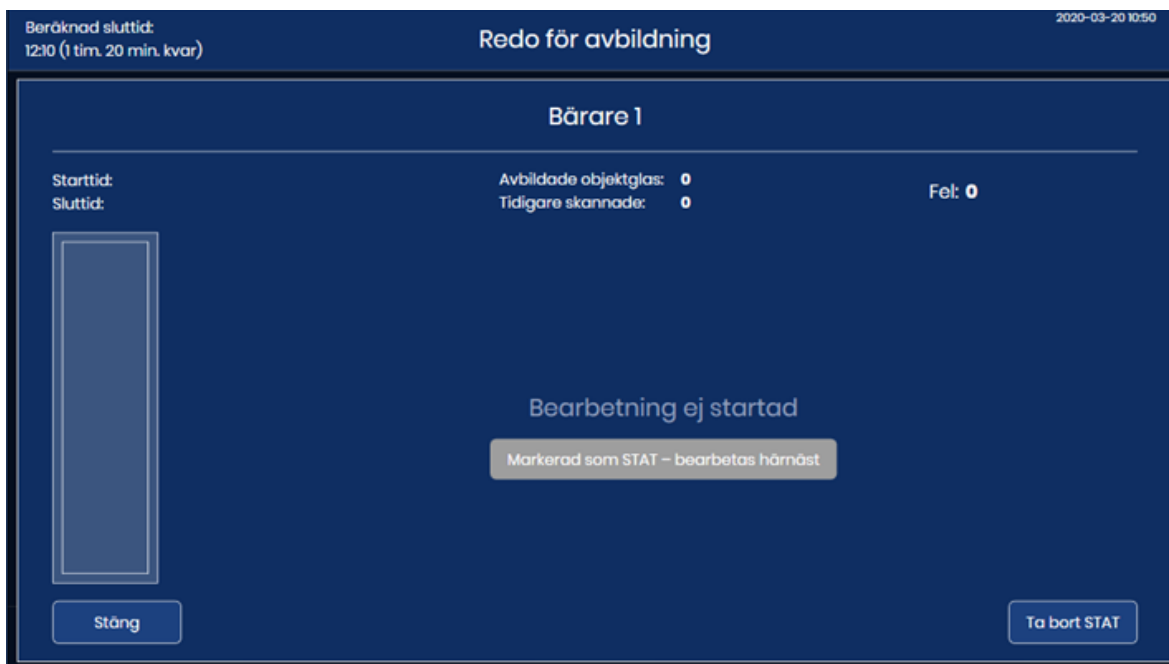 Beräknad sluttid:
12:10 (1 tim. 20 min. kvar)
Redo för avbildning
2020-03-20 10:50
Bärare 1
Starttid:
Sluttid:
Avbildade objektglas: 0
Tidigare skannade: 0
Fel: 0
Bearbetning ej startad
Markerad som STAT – bearbetas härnäst
Stäng
Ta bort STAT